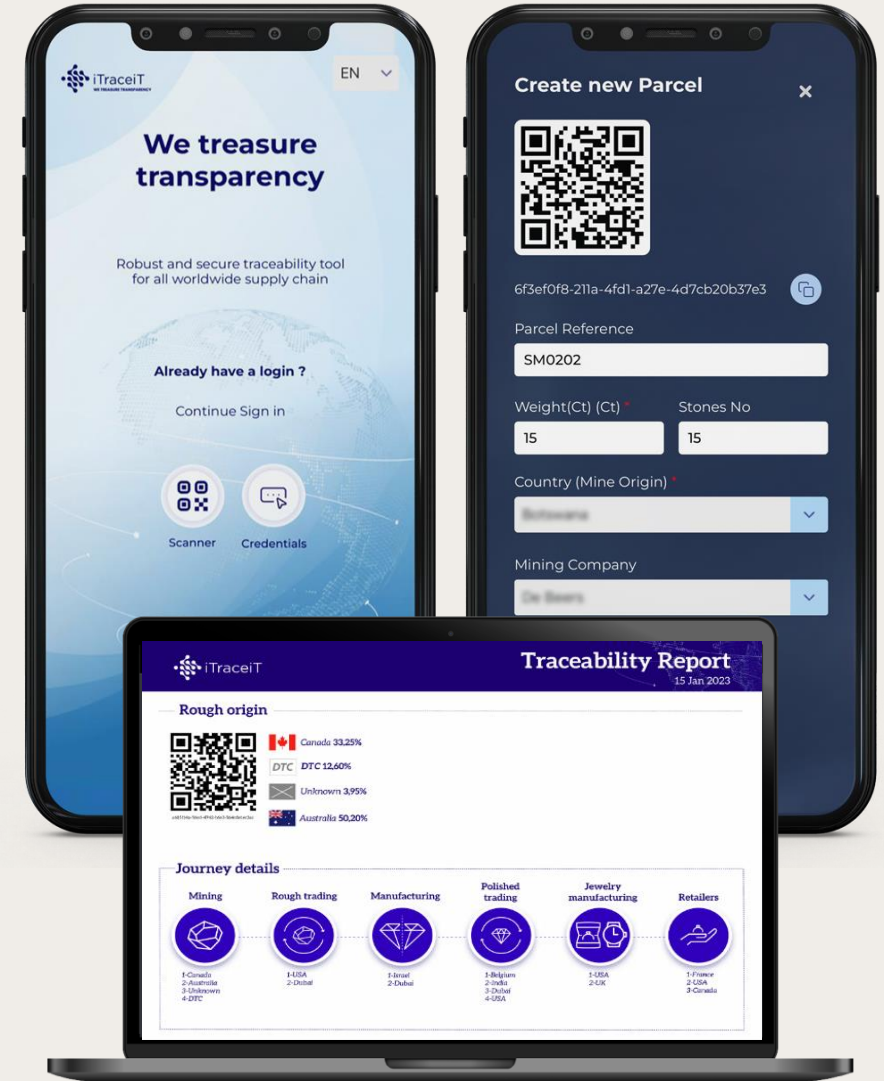 iTraceiT
WE TREASURE TRANSPARENCY
EN
We treasure
transparency
Robust and secure traceability tool
for all worldwide supply chain
Already have a login ?
Continue Sign in
Scanner
Credentials
Create new Parcel
6f3ef0f8-211a-4fd1-a27e-4d7cb20b37e3
Parcel Reference
SM0202
Weight(Ct) (Ct) *
Stones No
15
15
Country (Mine Origin) *
Botswana
Mining Company
De Beers
iTraceiT
Traceability Report
15 Jan 2023
Rough origin
Canada 33,25%
DTC DTC 12,60%
Unknown 3,95%
Australia 50,20%
Journey details
Mining
Rough trading
Manufacturing
Polished
trading
Jewelry
manufacturing
Retailers
1-Canada
2-Australia
3-Unknown
4-DTC
1-USA
2-Dubai
1-Israel
2-Dubai
1-Belgium
2-India
3-Dubai
4-USA
1-USA
2-UK
1-France
2-USA
3-Canada